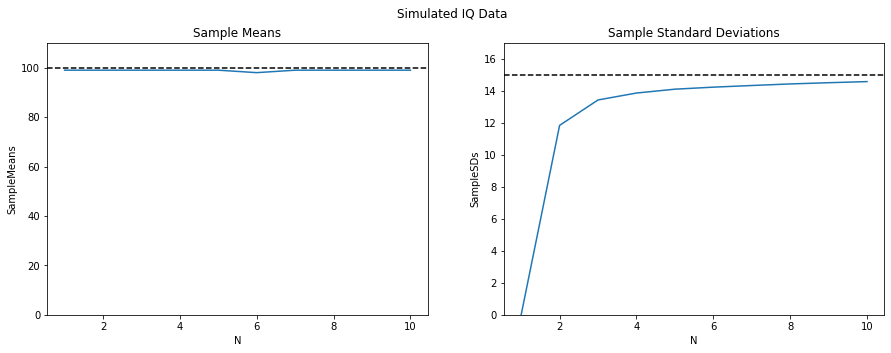 Simulated IQ Data
Sample Means
100
80
60
40
20
0
SampleMeans
2 4 6 8 10
N
Sample Standard Deviations
16
14
12
10
8
6
4
2
0
SampleSDs
2 4 6 8 10
N